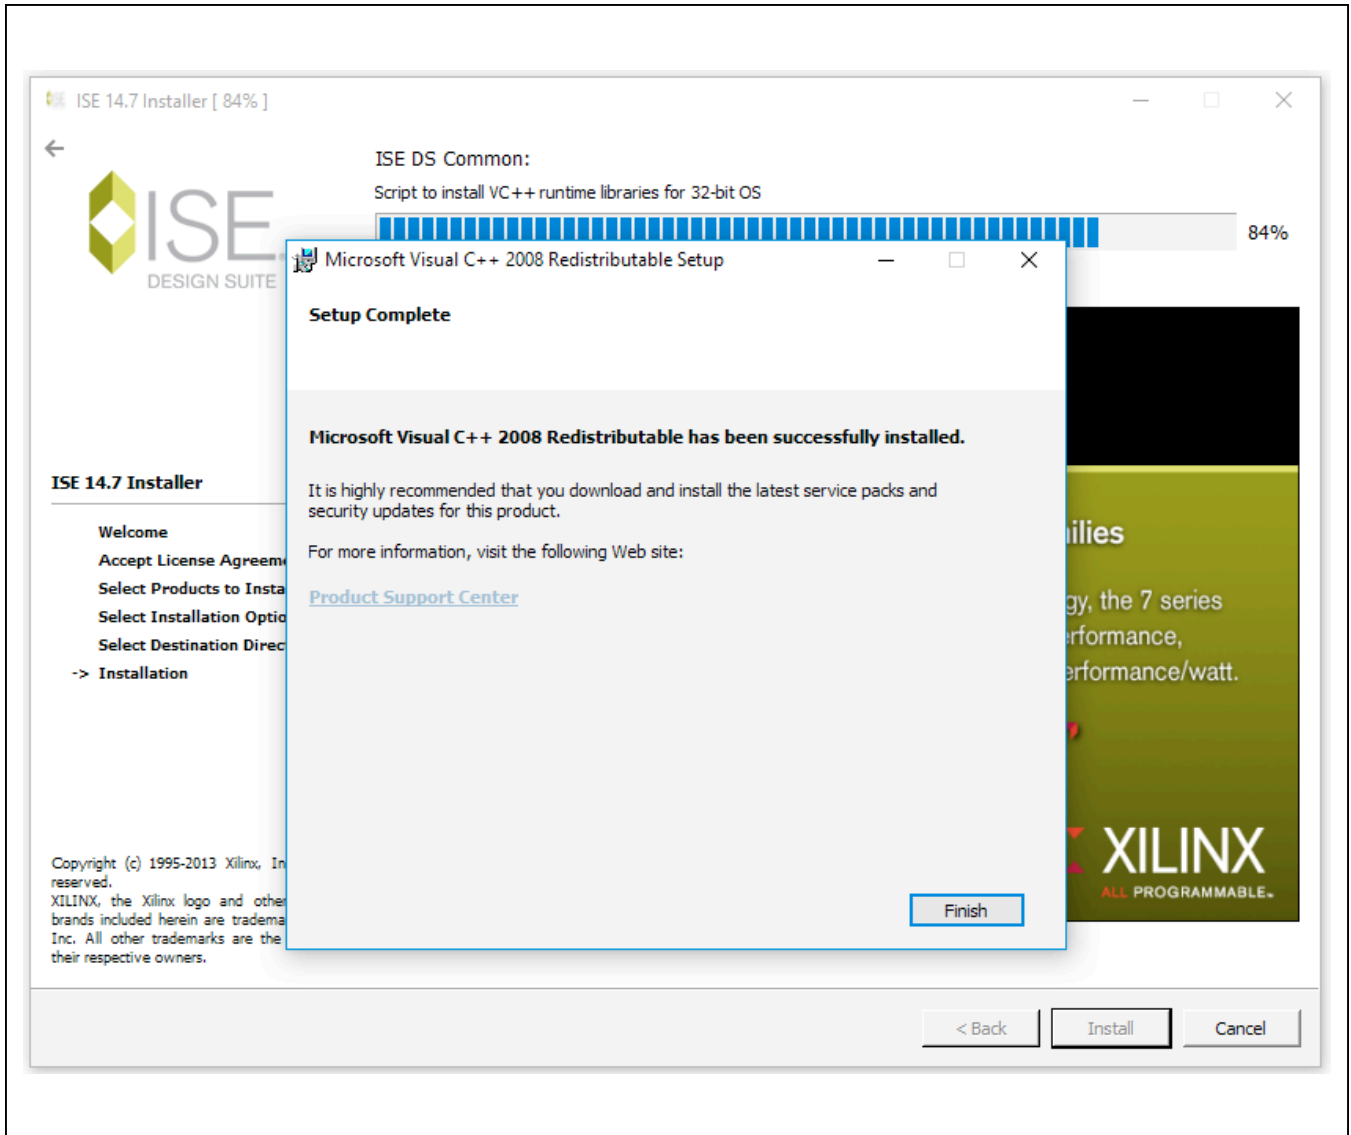 ISE 14.7 Installer [ 84% ]
ISE DS Common:
Script to install VC++ runtime libraries for 32-bit OS
84%
ISE
DESIGN SUITE
Microsoft Visual C++ 2008 Redistributable Setup
Setup Complete
Microsoft Visual C++ 2008 Redistributable has been successfully installed.
It is highly recommended that you download and install the latest service packs and
security updates for this product.
For more information, visit the following Web site:
Product Support Center
Finish
ISE 14.7 Installer
Welcome
Accept License Agreeme
Select Products to Insta
Select Installation Optio
Select Destination Direc
-> Installation
ilies
gy, the 7 series
rformance,
erformance/watt.
XILINX
ALL PROGRAMMABLE™
Copyright (c) 1995-2013 Xilinx, In
reserved.
XILINX, the Xilinx logo and other
brands included herein are tradema
Inc. All other trademarks are the
their respective owners.
< Back
Install
Cancel